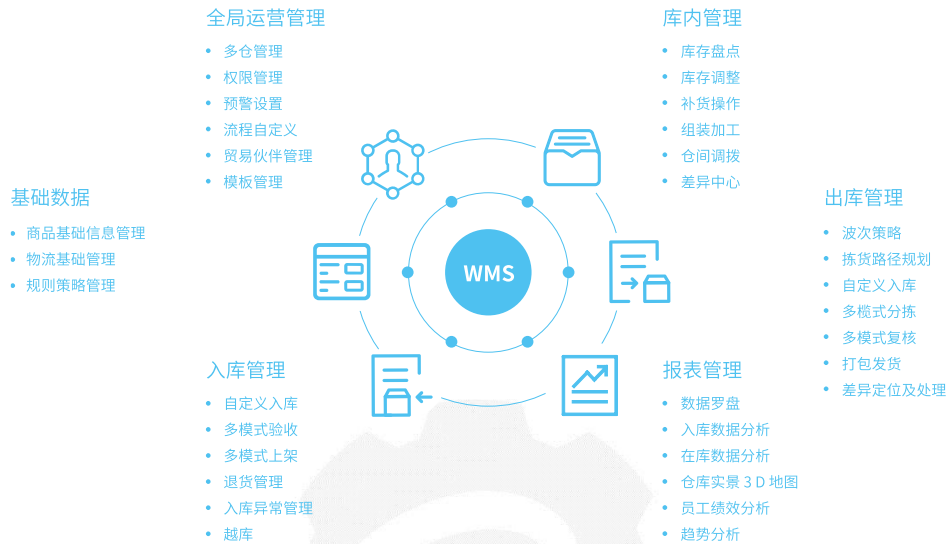 全局运营管理
多仓管理
权限管理
预警设置
流程自定义
贸易伙伴管理
模板管理
库内管理
库存盘点
库存调整
补货操作
组装加工
仓间调拨
差异中心
基础数据
商品基础信息管理
物流基础管理
规则策略管理
WMS
出库管理
波次策略
拣货路径规划
自定义入库
多榄式分拣
多模式复核
打包发货
差异定位及处理
入库管理
自定义入库
多模式验收
多模式上架
退货管理
入库异常管理
越库
报表管理
数据罗盘
入库数据分析
在库数据分析
仓库实景 3 D 地图
员工绩效分析
趋势分析